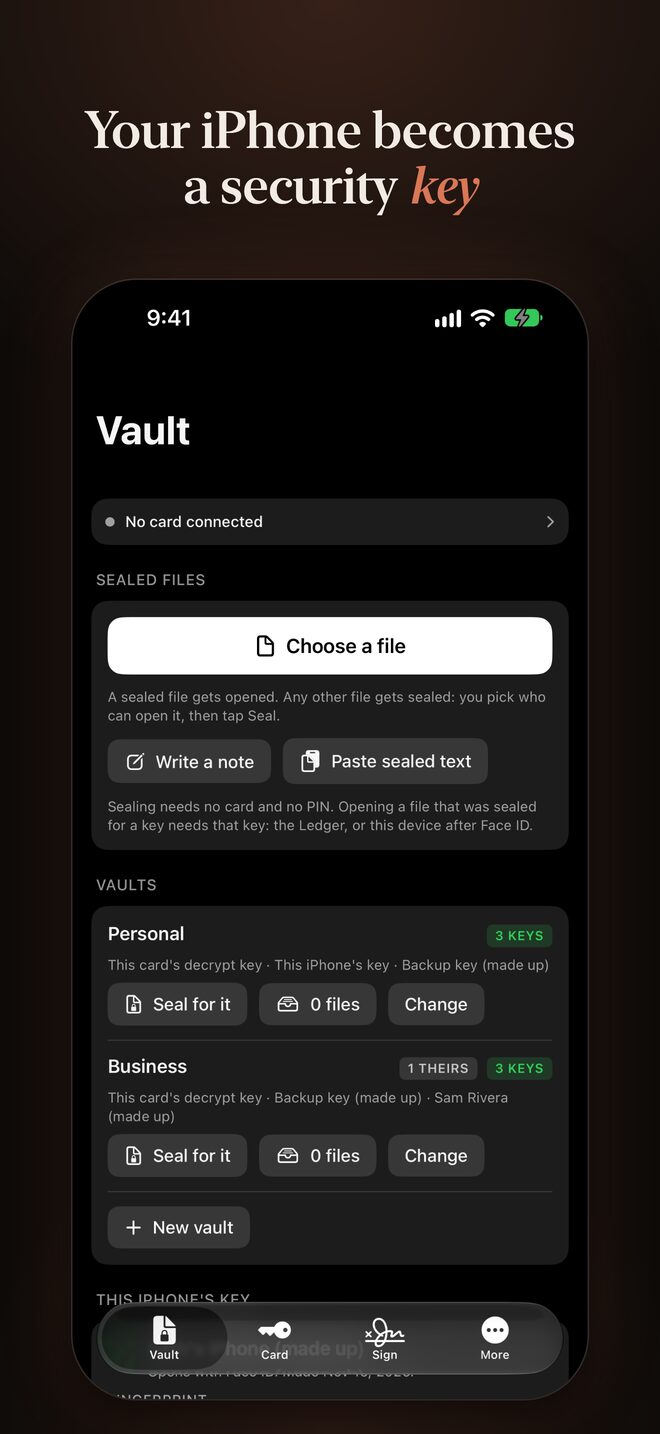 Your iPhone becomes
a security key
9:41
Vault
No card connected
SEALED FILES
Choose a file
A sealed file gets opened. Any other file gets sealed: you pick who
can open it, then tap Seal.
Write a note
Paste sealed text
Sealing needs no card and no PIN. Opening a file that was sealed
for a key needs that key: the Ledger, or this device after Face ID.
VAULTS
Personal
3 KEYS
This card's decrypt key · This iPhone's key · Backup key (made up)
Seal for it
0 files
Change
Business
1 THEIRS
3 KEYS
This card's decrypt key · Backup key (made up) · Sam Rivera
(made up)
Seal for it
0 files
Change
New vault
THIS IPHONE'S KEY
(made up)
Vault
Card
Sign
More